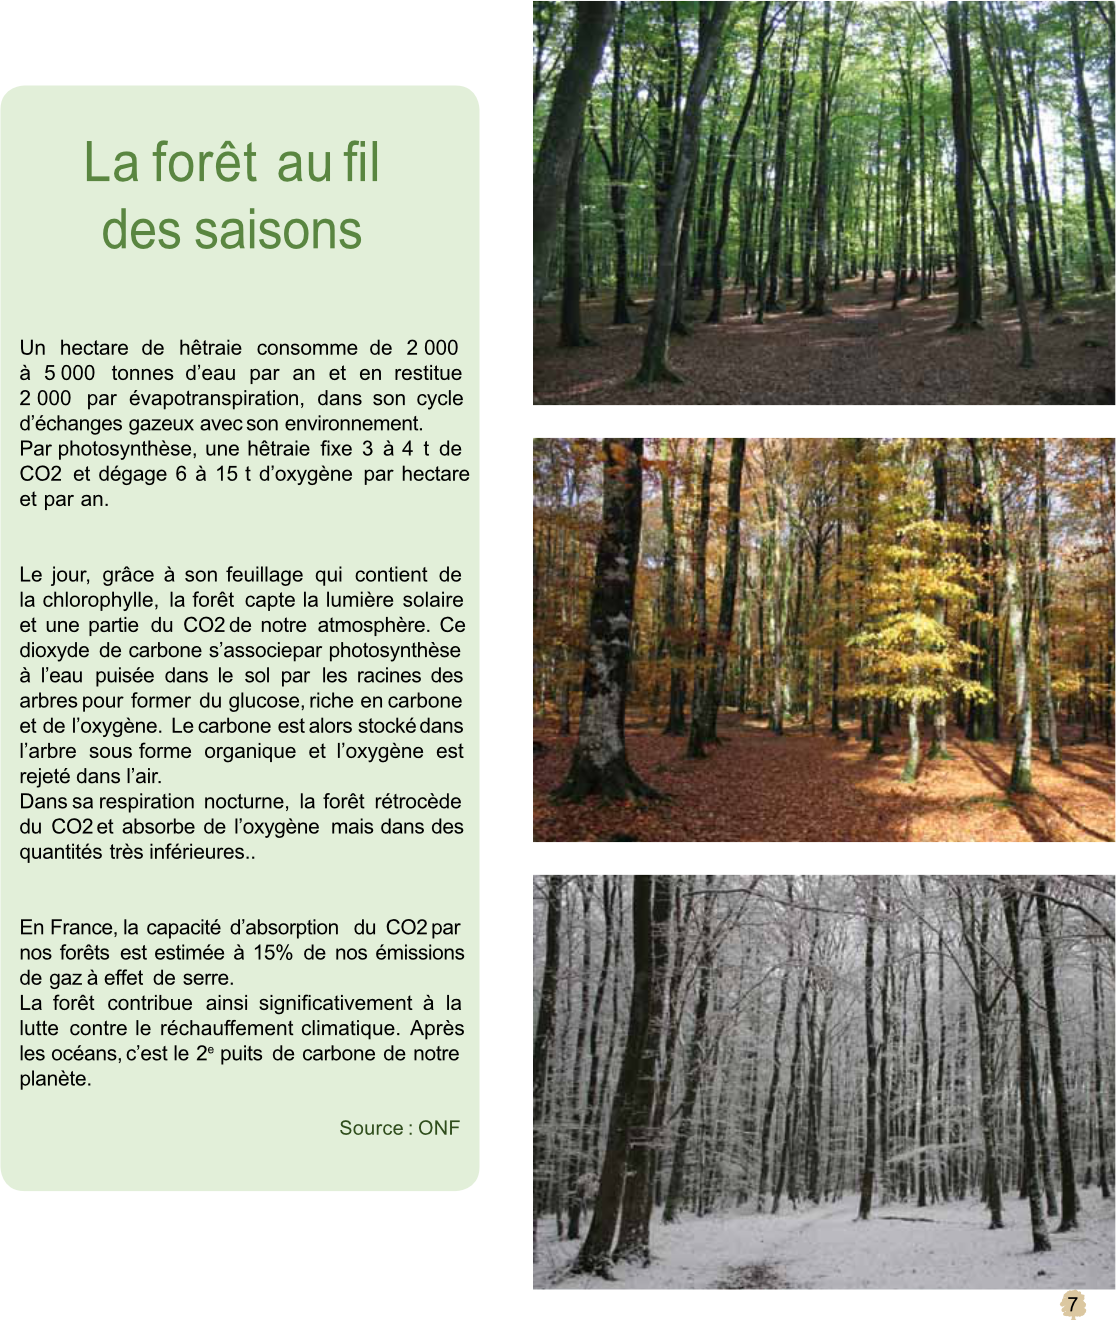 La forêt au fil
des saisons
Un hectare de hêtraie consomme de 2 000
à 5 000 tonnes d’eau par an et en restitue
2 000 par évapotranspiration, dans son cycle
d’échanges gazeux avec son environnement.
Par photosynthèse, une hêtraie fixe 3 à 4 t de
CO2 et dégage 6 à 15 t d’oxygène par hectare
et par an.
Le jour, grâce à son feuillage qui contient de
la chlorophylle, la forêt capte la lumière solaire
et une partie du CO2 de notre atmosphère. Ce
dioxyde de carbone s’associepar photosynthèse
à l’eau puisée dans le sol par les racines des
arbres pour former du glucose, riche en carbone
et de l’oxygène. Le carbone est alors stocké dans
l’arbre sous forme organique et l’oxygène est
rejeté dans l’air.
Dans sa respiration nocturne, la forêt rétrocède
du CO2 et absorbe de l’oxygène mais dans des
quantités très inférieures..
En France, la capacité d’absorption du CO2 par
nos forêts est estimée à 15% de nos émissions
de gaz à effet de serre.
La forêt contribue ainsi significativement à la
lutte contre le réchauffement climatique. Après
les océans, c’est le 2e puits de carbone de notre
planète.
Source : ONF
7